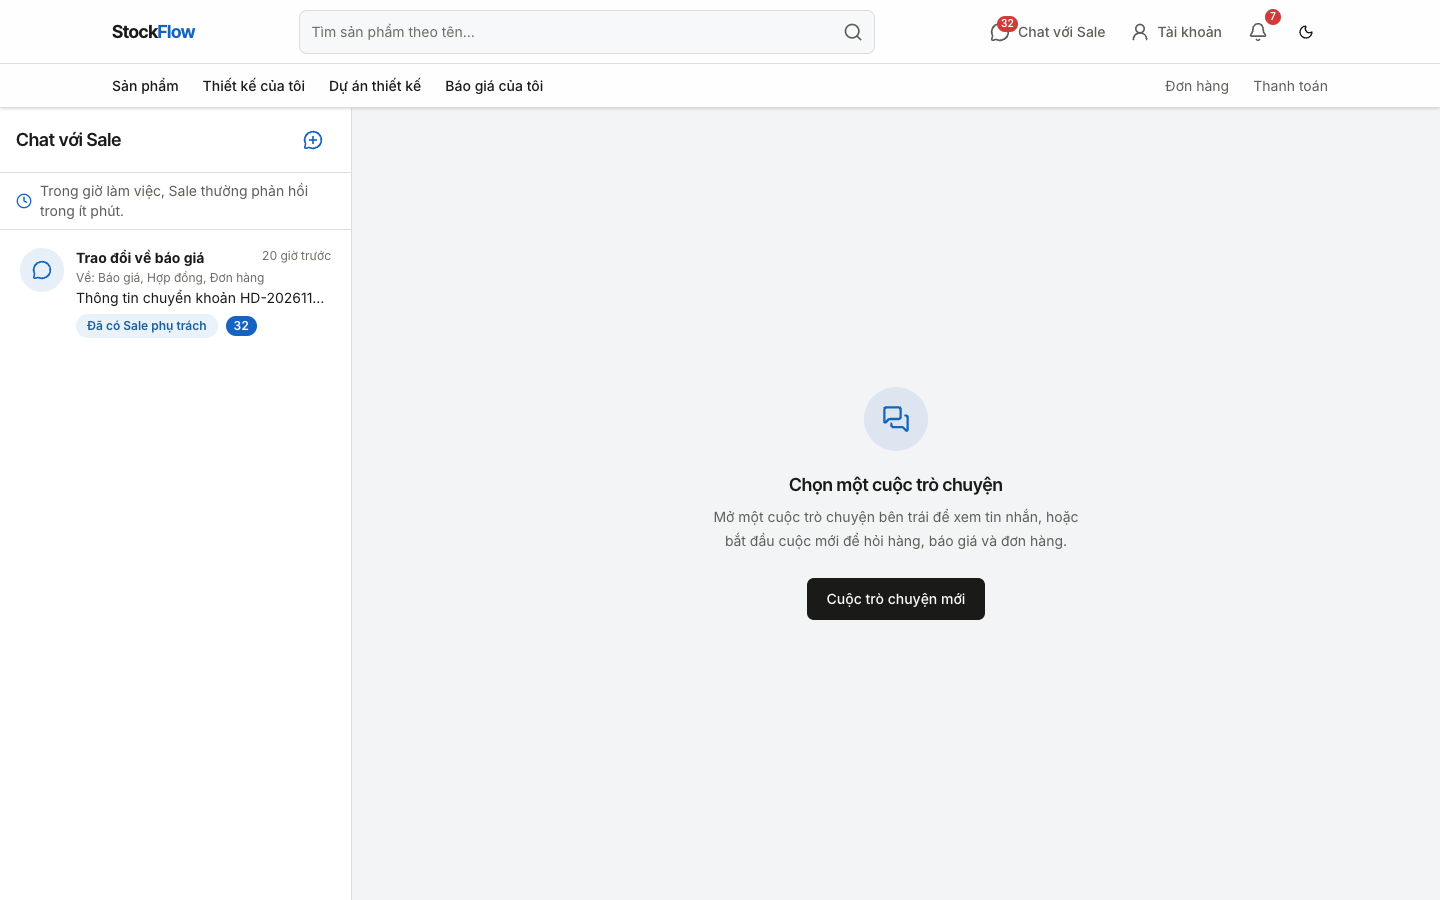 StockFlow
Tìm sản phẩm theo tên...
32
Chat với Sale
Tài khoản
7
Sản phẩm
Thiết kế của tôi
Dự án thiết kế
Báo giá của tôi
Đơn hàng
Thanh toán
Chat với Sale
Trong giờ làm việc, Sale thường phản hồi
trong ít phút.
Trao đổi về báo giá
20 giờ trước
Về: Báo giá, Hợp đồng, Đơn hàng
Thông tin chuyển khoản HD-202611...
Đã có Sale phụ trách
32
Chọn một cuộc trò chuyện
Mở một cuộc trò chuyện bên trái để xem tin nhắn, hoặc
bắt đầu cuộc mới để hỏi hàng, báo giá và đơn hàng.
Cuộc trò chuyện mới